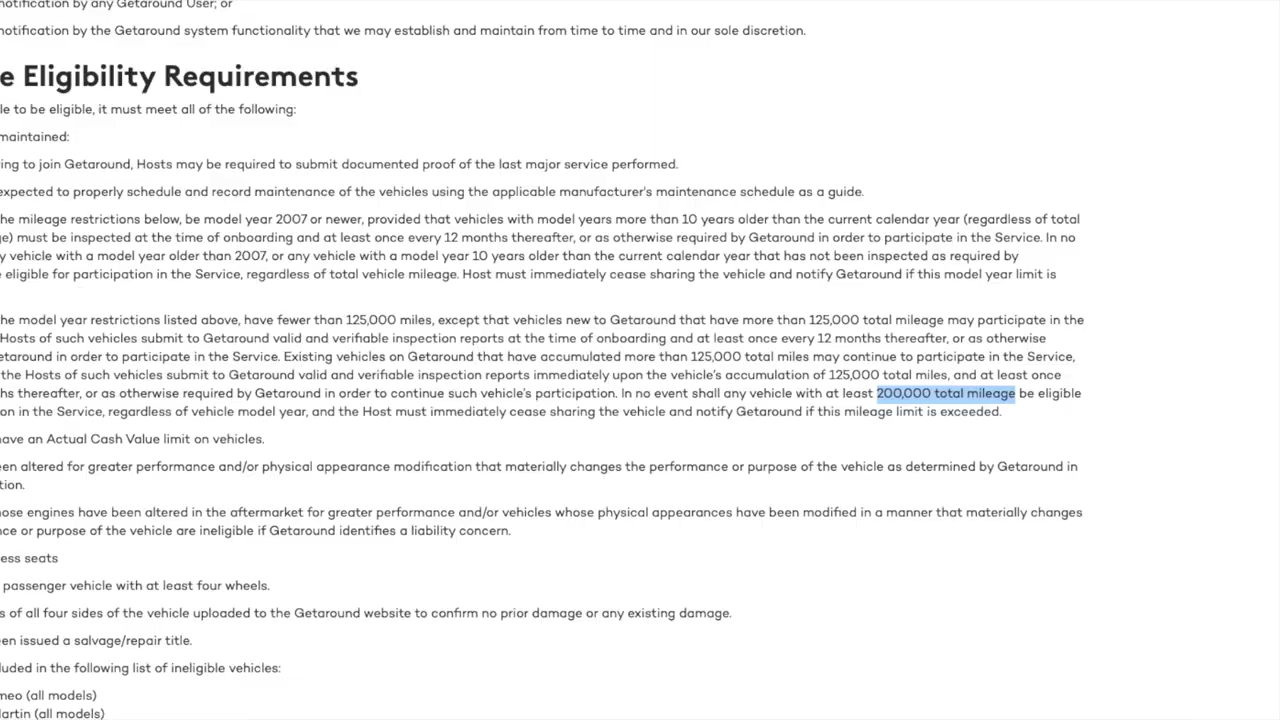 notification by any Getaround User; or
notification by the Getaround system functionality that we may establish and maintain from time to time and in our sole discretion.
e Eligibility Requirements
le to be eligible, it must meet all of the following:
maintained:
ing to join Getaround, Hosts may be required to submit documented proof of the last major service performed.
expected to properly schedule and record maintenance of the vehicles using the applicable manufacturer's maintenance schedule as a guide.
he mileage restrictions below, be model year 2007 or newer, provided that vehicles with model years more than 10 years older than the current calendar year (regardless of total
ge) must be inspected at the time of onboarding and at least once every 12 months thereafter, or as otherwise required by Getaround in order to participate in the Service. In no
y vehicle with a model year older than 2007, or any vehicle with a model year 10 years older than the current calendar year that has not been inspected as required by
e eligible for participation in the Service, regardless of total vehicle mileage. Host must immediately cease sharing the vehicle and notify Getaround if this model year limit is
he model year restrictions listed above, have fewer than 125,000 miles, except that vehicles new to Getaround that have more than 125,000 total mileage may participate in the
Hosts of such vehicles submit to Getaround valid and verifiable inspection reports at the time of onboarding and at least once every 12 months thereafter, or as otherwise
etaround in order to participate in the Service. Existing vehicles on Getaround that have accumulated more than 125,000 total miles may continue to participate in the Service,
the Hosts of such vehicles submit to Getaround valid and verifiable inspection reports immediately upon the vehicle's accumulation of 125,000 total miles, and at least once
hs thereafter, or as otherwise required by Getaround in order to continue such vehicle's participation. In no event shall any vehicle with at least 200,000 total mileage be eligible
on in the Service, regardless of vehicle model year, and the Host must immediately cease sharing the vehicle and notify Getaround if this mileage limit is exceeded.
have an Actual Cash Value limit on vehicles.
en altered for greater performance and/or physical appearance modification that materially changes the performance or purpose of the vehicle as determined by Getaround in
tion.
ose engines have been altered in the aftermarket for greater performance and/or vehicles whose physical appearances have been modified in a manner that materially changes
ce or purpose of the vehicle are ineligible if Getaround identifies a liability concern.
ess seats
passenger vehicle with at least four wheels.
s of all four sides of the vehicle uploaded to the Getaround website to confirm no prior damage or any existing damage.
en issued a salvage/repair title.
luded in the following list of ineligible vehicles:
meo (all models)
artin (all models)